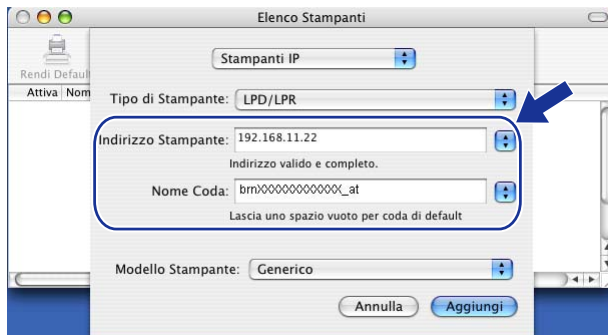 Elenco Stampanti
Stampanti IP
Rendi Default
Attiva Nom
Tipo di Stampante: LPD/LPR
Indirizzo Stampante: 192.168.11.22
Indirizzo valido e completo.
Nome Coda: brnXXXXXXXXXXXX_at
Lascia uno spazio vuoto per coda di default
Modello Stampante: Generico
Annulla Aggiungi